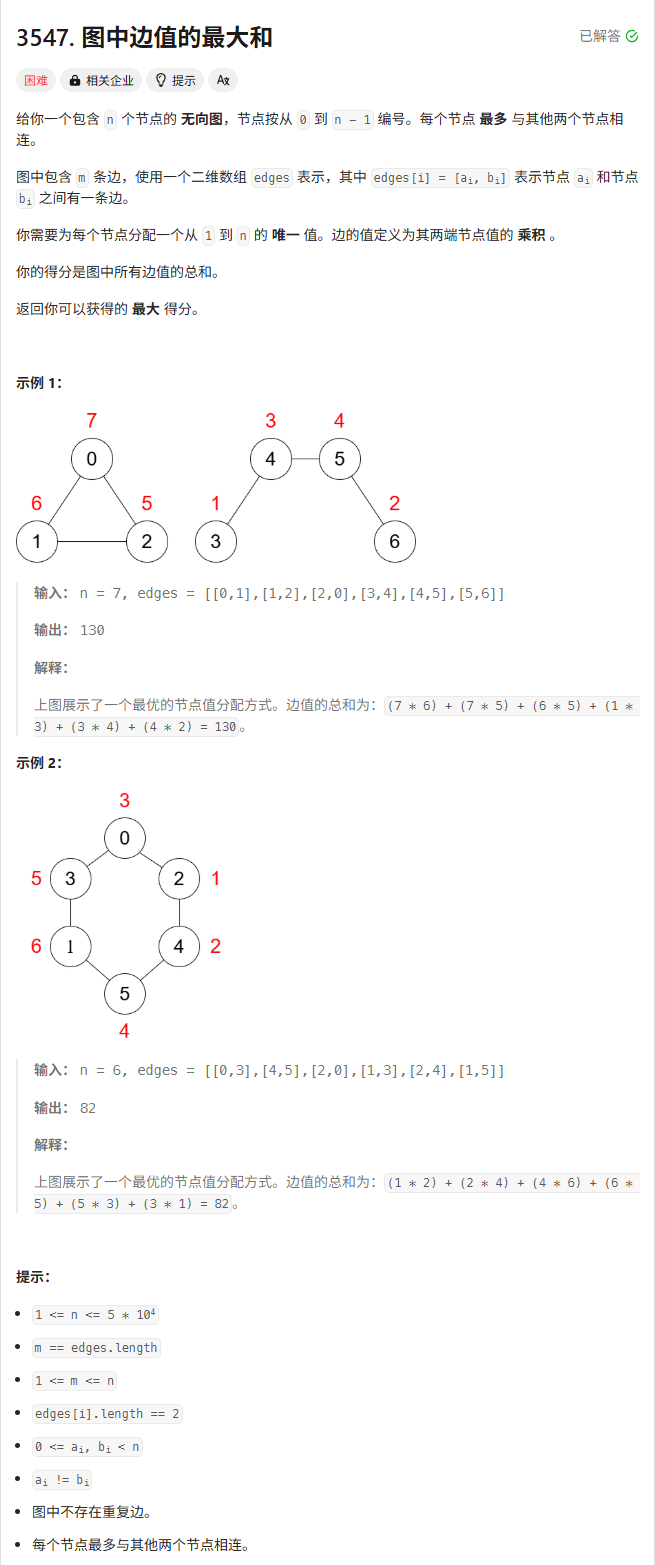 3547. 图中边值的最大和
已解答
困难 相关企业 提示 Aあ
给你一个包含 n 个节点的 无向图，节点按从 0 到 n - 1 编号。每个节点 最多 与其他两个节点相
连。
图中包含 m 条边，使用一个二维数组 edges 表示，其中 edges[i] = [ai, bi] 表示节点 ai 和节点
bi 之间有一条边。
你需要为每个节点分配一个从 1 到 n 的 唯一 值。边的值定义为其两端节点值的 乘积 。
你的得分是图中所有边值的总和。
返回你可以获得的 最大 得分。
示例 1：
7 3 4
0 4 5
6 5 1 2
1 2 3 6
输入： n = 7, edges = [[0,1],[1,2],[2,0],[3,4],[4,5],[5,6]]
输出： 130
解释：
上图展示了一个最优的节点值分配方式。边值的总和为：(7 * 6) + (7 * 5) + (6 * 5) + (1 *
3) + (3 * 4) + (4 * 2) = 130。
示例 2：
3
0
5 3 2 1
6 1 4 2
5
4
输入： n = 6, edges = [[0,3],[4,5],[2,0],[1,3],[2,4],[1,5]]
输出： 82
解释：
上图展示了一个最优的节点值分配方式。边值的总和为：(1 * 2) + (2 * 4) + (4 * 6) + (6 *
5) + (5 * 3) + (3 * 1) = 82。
提示：
1 <= n <= 5 * 10⁴
m == edges.length
1 <= m <= n
edges[i].length == 2
0 <= ai, bi < n
ai != bi
图中不存在重复边。
每个节点最多与其他两个节点相连。